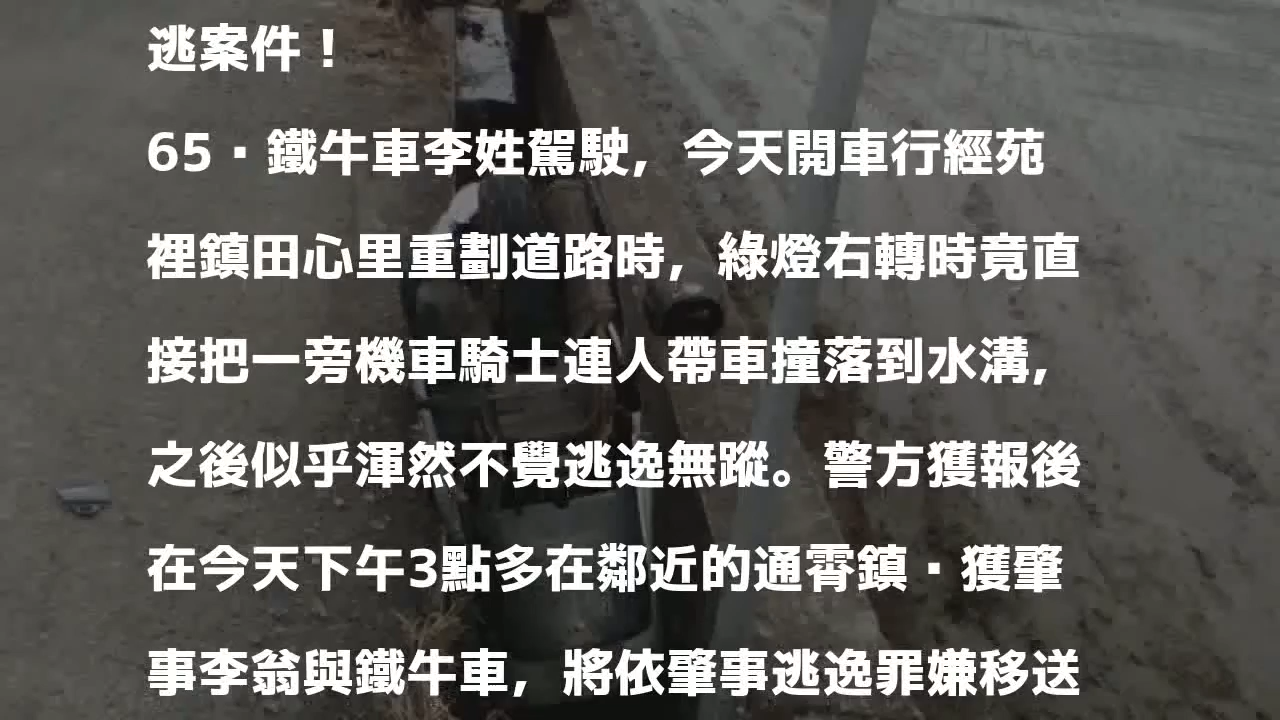 逃案件！
65▪鐵牛車李姓駕駛，今天開車行經苑
裡鎮田心里重劃道路時，綠燈右轉時竟直
接把一旁機車騎士連人帶車撞落到水溝，
之後似乎渾然不覺逃逸無蹤。警方獲報後
在今天下午3點多在鄰近的通霄鎮▪獲肇
事李翁與鐵牛車，將依肇事逃逸罪嫌移送